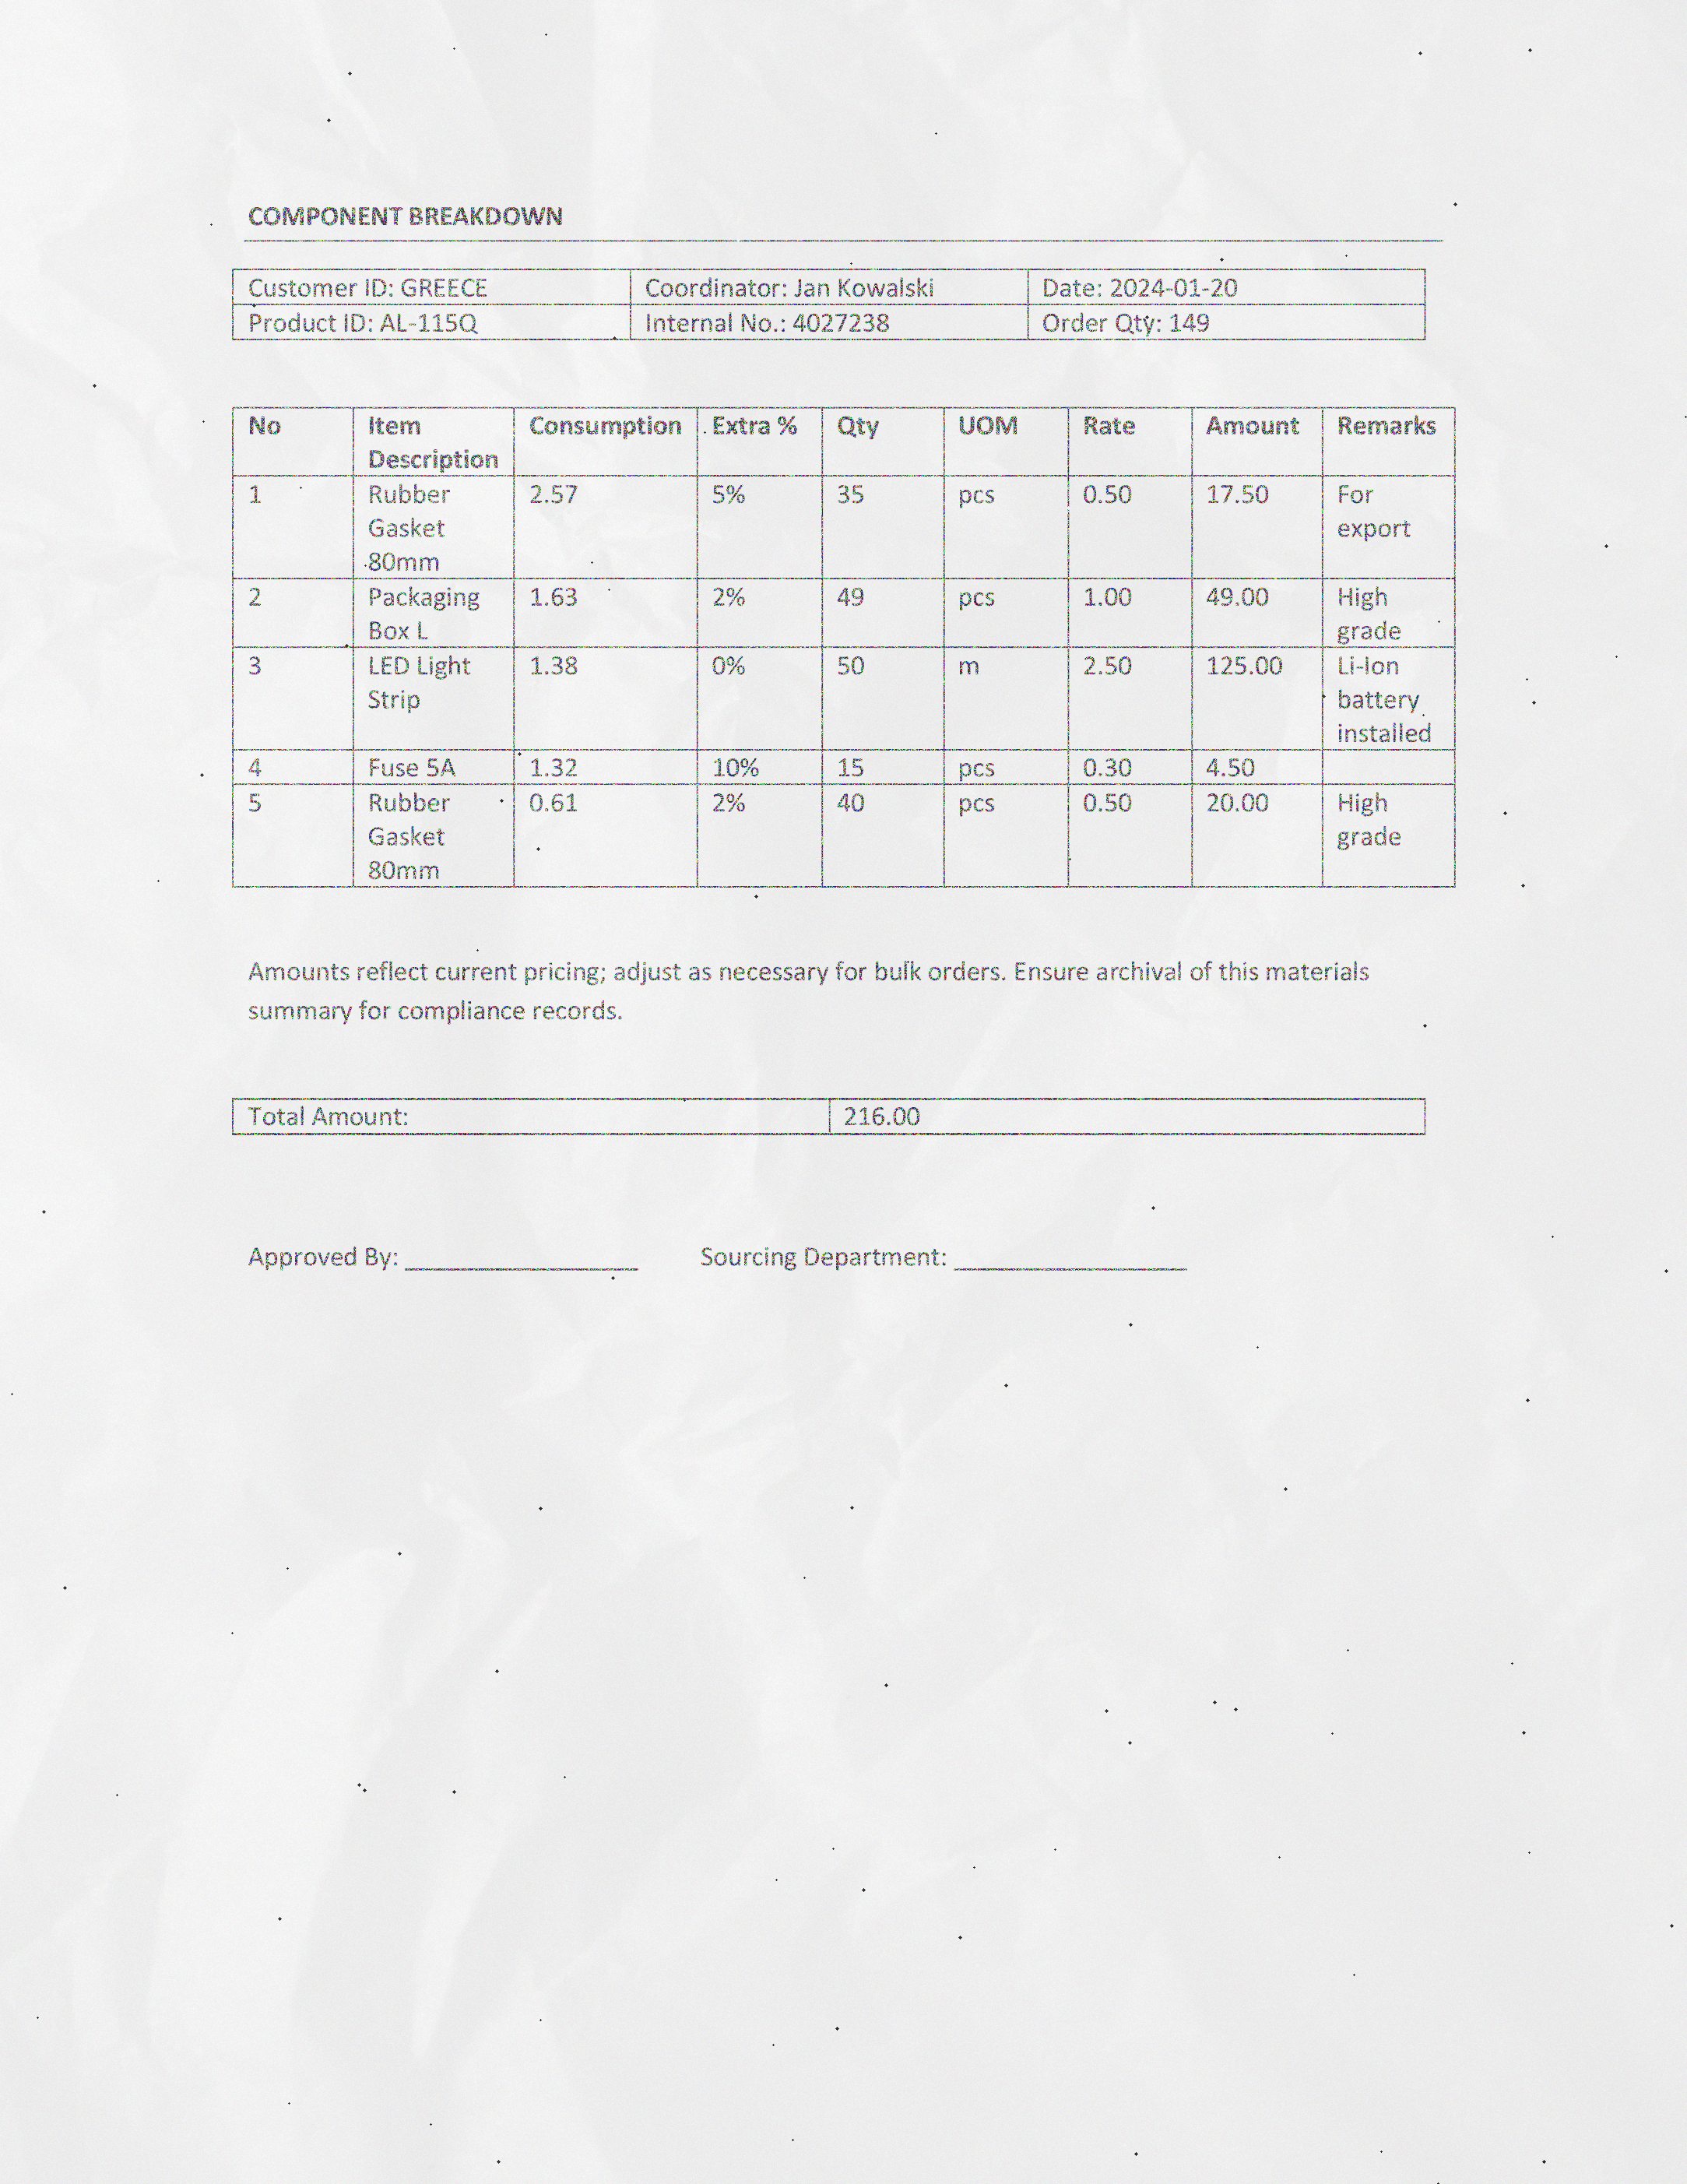 COMPONENT BREAKDOWN
Customer ID: GREECE Coordinator: Jan Kowalski Date: 2024-01-20
Product ID: AL-115Q Internal No.: 4027238 Order Qty: 149
No Item Description Consumption Extra % Qty UOM Rate Amount Remarks
1 Rubber Gasket 80mm 2.57 5% 35 pcs 0.50 17.50 For export
2 Packaging Box L 1.63 2% 49 pcs 1.00 49.00 High grade
3 LED Light Strip 1.38 0% 50 m 2.50 125.00 Li-Ion battery installed
4 Fuse 5A 1.32 10% 15 pcs 0.30 4.50
5 Rubber Gasket 80mm 0.61 2% 40 pcs 0.50 20.00 High grade
Amounts reflect current pricing; adjust as necessary for bulk orders. Ensure archival of this materials
summary for compliance records.
Total Amount: 216.00
Approved By: ________________ Sourcing Department: ________________